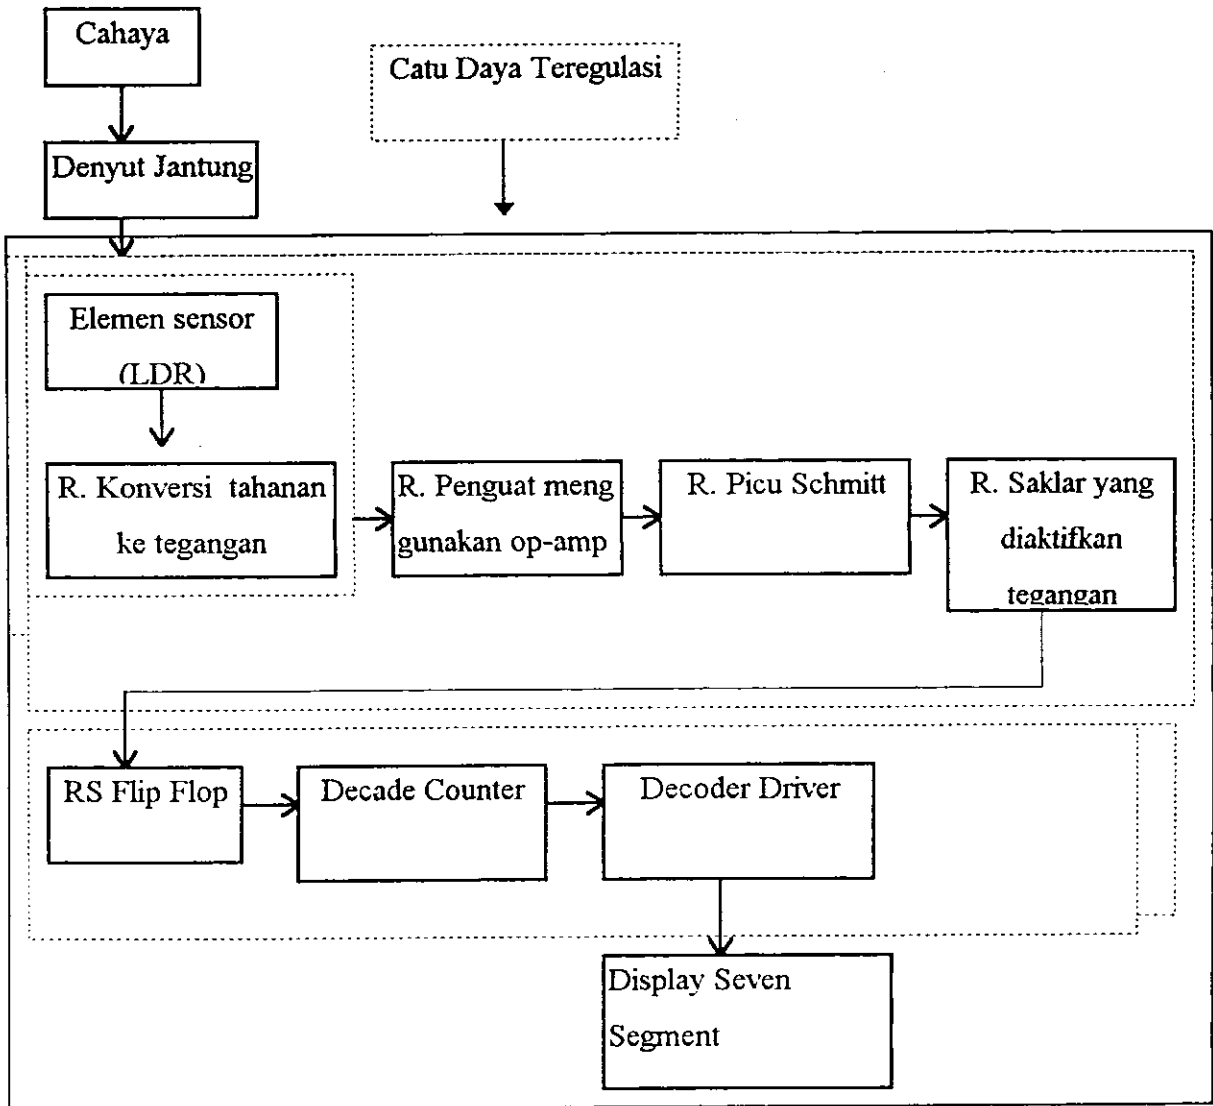 Cahaya
Catu Daya Teregulasi
Denyut Jantung
Elemen sensor
(LDR)
R. Konversi tahanan
ke tegangan
R. Penguat meng
gunakan op-amp
R. Picu Schmitt
R. Saklar yang
diaktifkan
tegangan
RS Flip Flop
Decade Counter
Decoder Driver
Display Seven
Segment